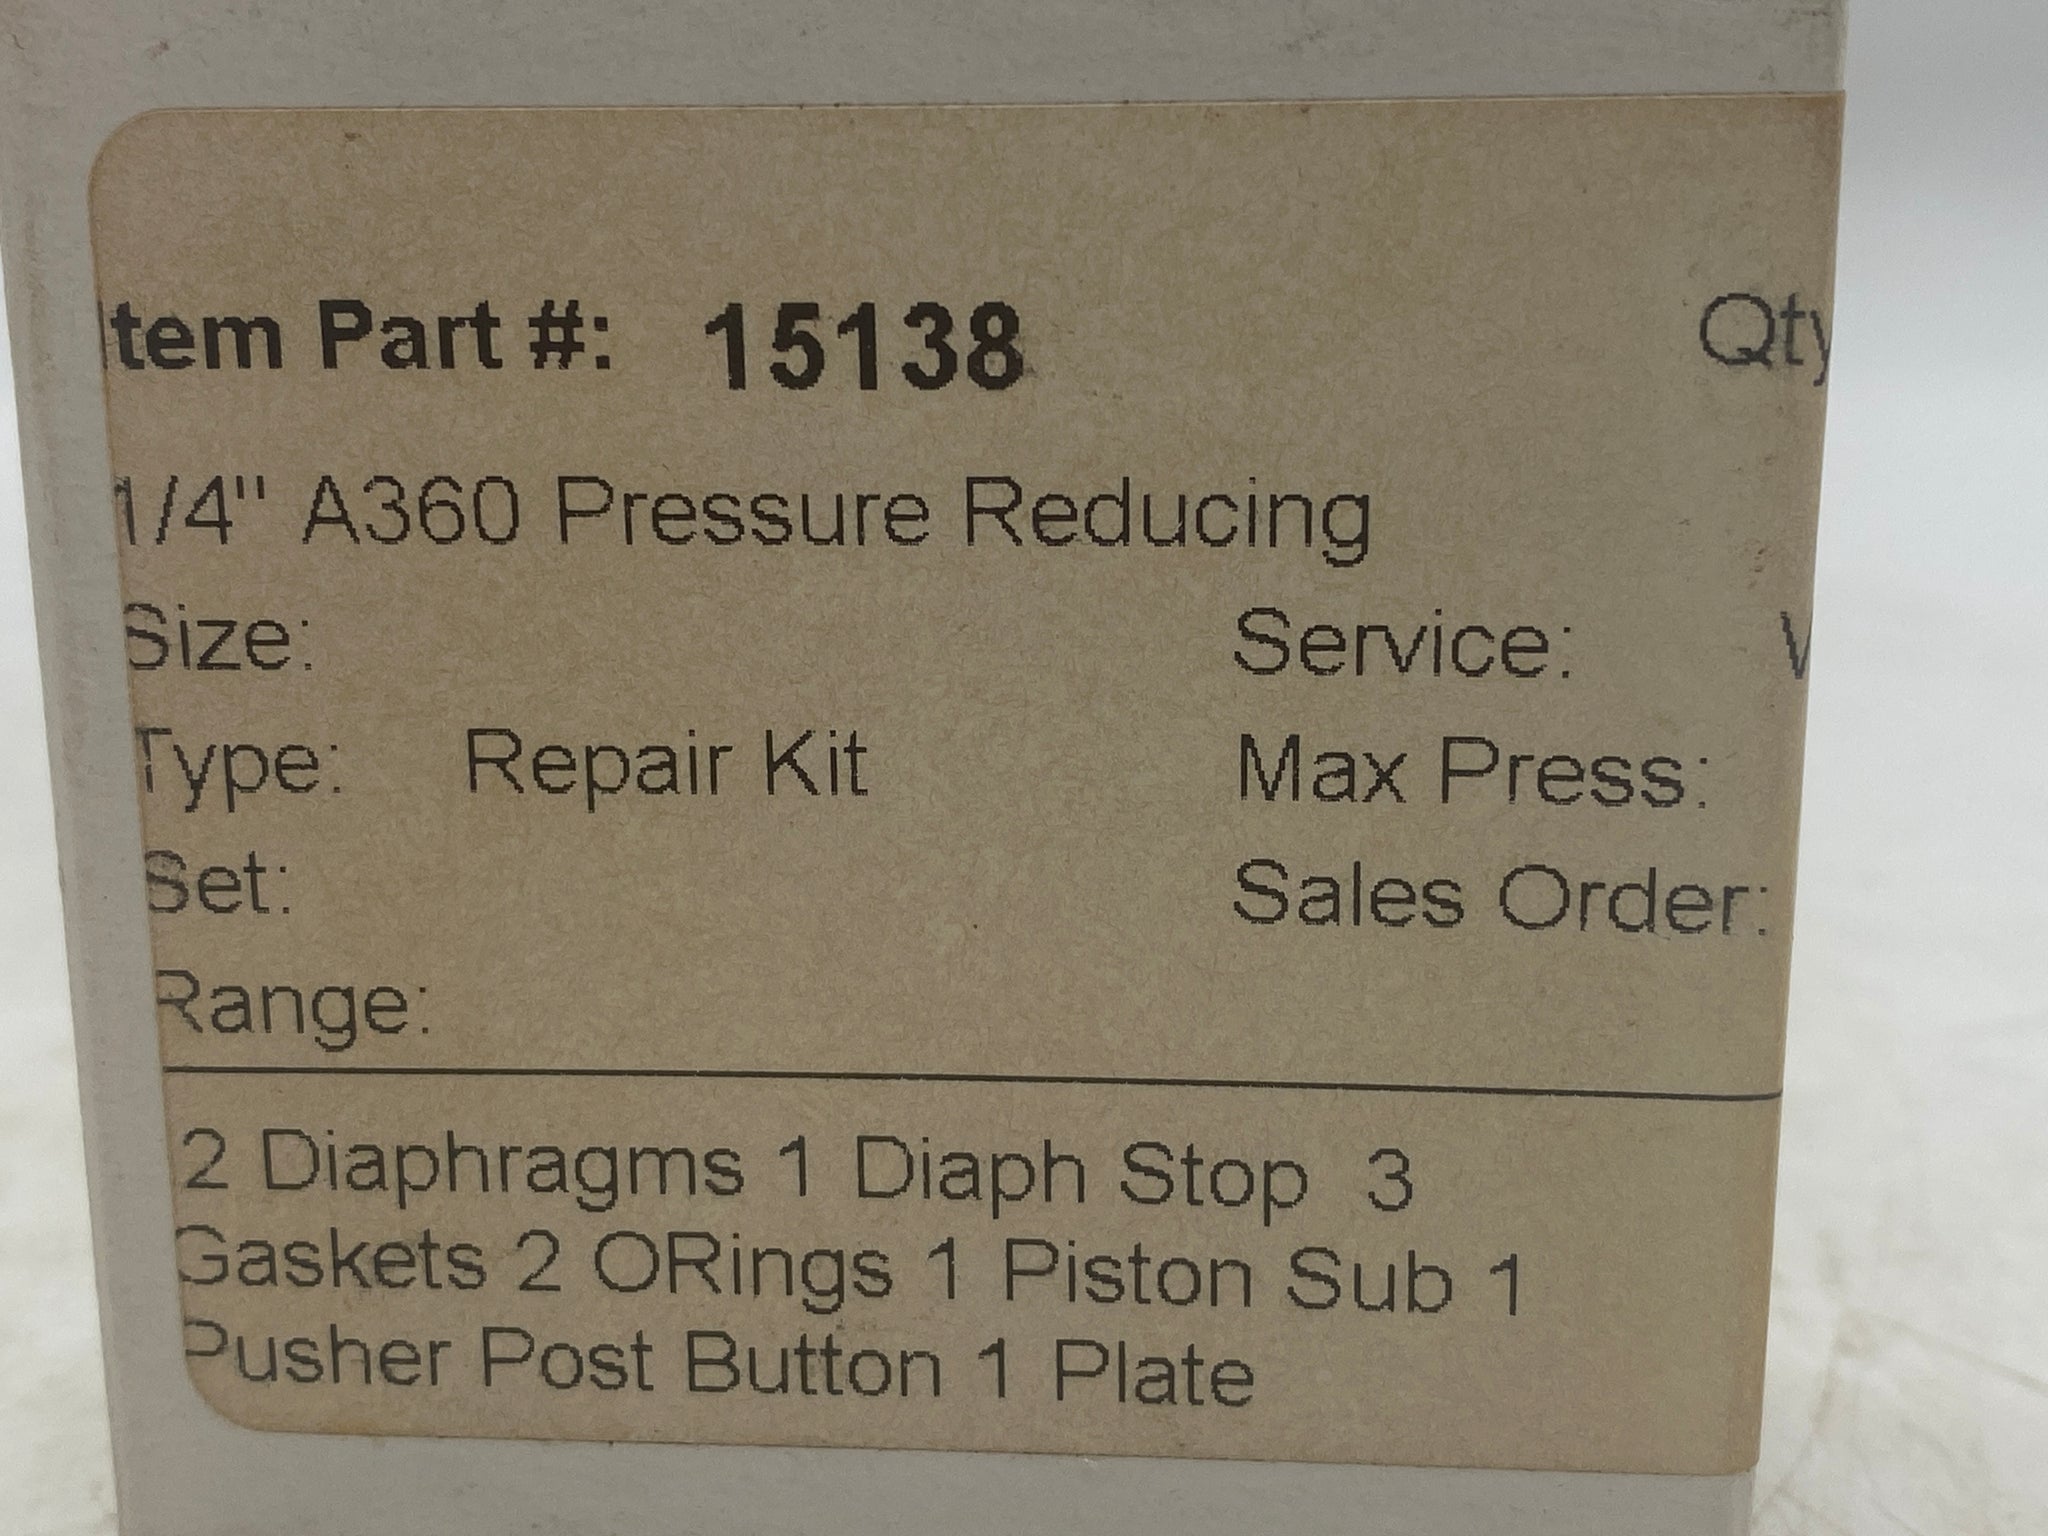 Item Part #: 15138 Qty
1/4" A360 Pressure Reducing
Size: Service:
Type: Repair Kit Max Press:
Set: Sales Order:
Range:
2 Diaphragms 1 Diaph Stop 3
Gaskets 2 ORings 1 Piston Sub 1
Pusher Post Button 1 Plate